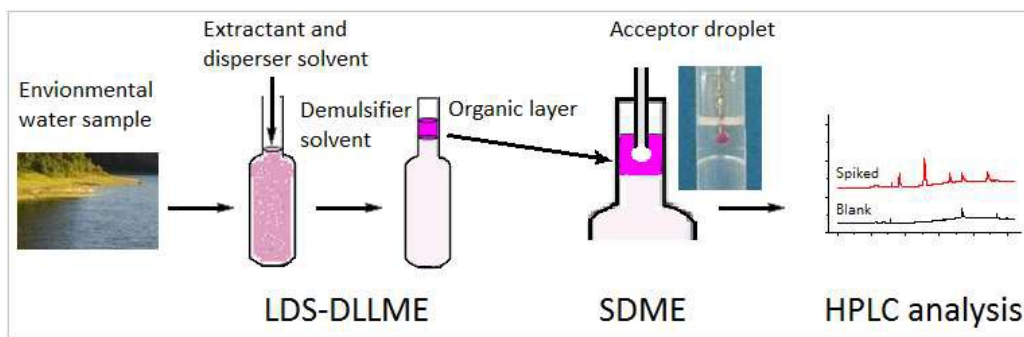 Extractant and
disperser solvent
Acceptor droplet
Envionmental
water sample
Demulsifier
solvent
Organic layer
Spiked
Blank
LDS-DLLME
SDME
HPLC analysis